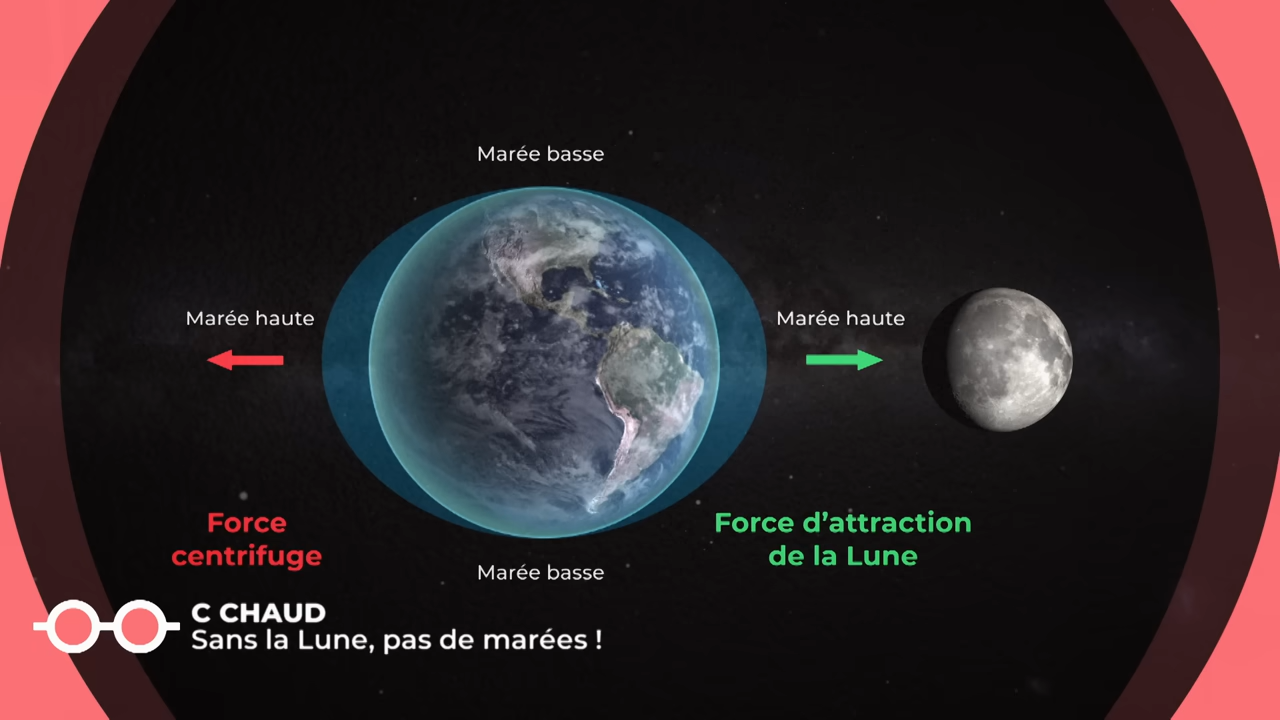 Marée basse
Marée haute
Marée haute
Force
centrifuge
Force d’attraction
de la Lune
Marée basse
C CHAUD
Sans la Lune, pas de marées !